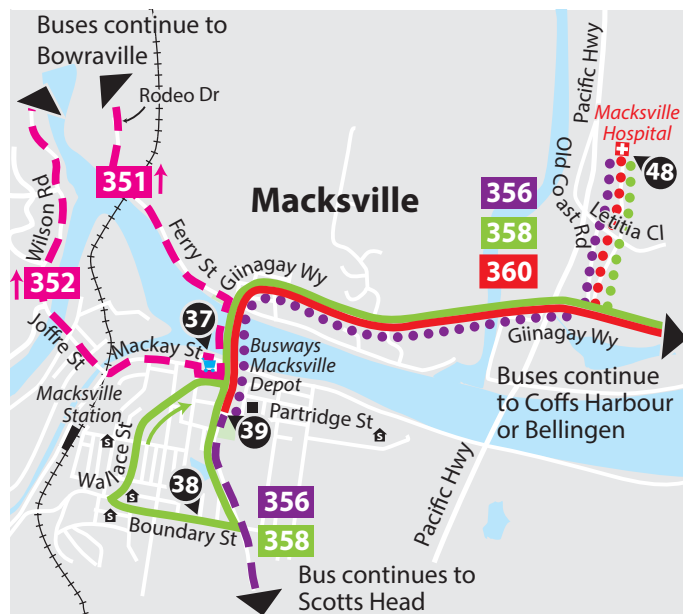 Buses continue to
Bowraville
Rodeo Dr
Pacific Hwy
Macksville
Hospital
48
351
Old Coast Rd
Letitia Cl
Wilson Rd
Macksville
356
358
360
Ferry St
352
Giinagay Wy
37
Joffre St
Mackay St
Busways
Macksville
Depot
Giinagay Wy
Buses continue
to Coffs Harbour
or Bellingen
Macksville
Station
Partridge St
39
Wallace St
S
S
S
S
38
Boundary St
356
358
Pacific Hwy
Bus continues to
Scotts Head